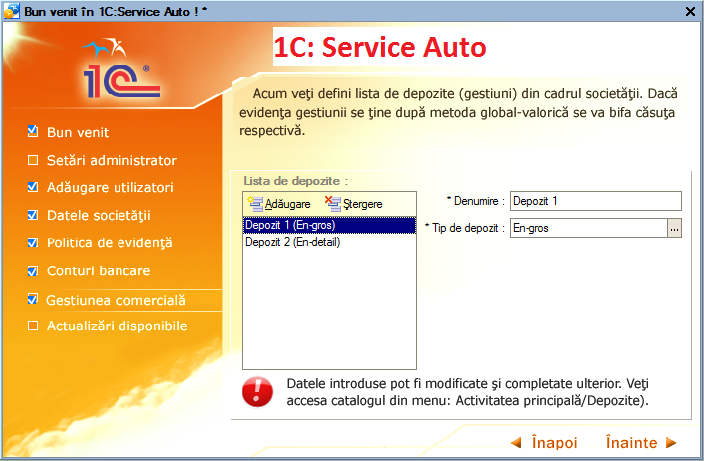 Bun venit în 1C:Service Auto ! *
1C: Service Auto
1C ®
Acum veţi defini lista de depozite (gestiuni) din cadrul societăţii. Dacă
evidenţa gestiunii se ţine după metoda global-valorică se va bifa căsuţa
respectivă.
Bun venit
Setări administrator
Adăugare utilizatori
Datele societăţii
Politica de evidenţă
Conturi bancare
Gestiunea comercială
Actualizări disponibile
Lista de depozite :
Adăugare Ştergere
Depozit 1 (En-gros)
Depozit 2 (En-detail)
* Denumire : Depozit 1
* Tip de depozit : En-gros ...
Datele introduse pot fi modificate şi completate ulterior. Veţi
accesa catalogul din menu: Activitatea principală/Depozite).
Înapoi Înainte